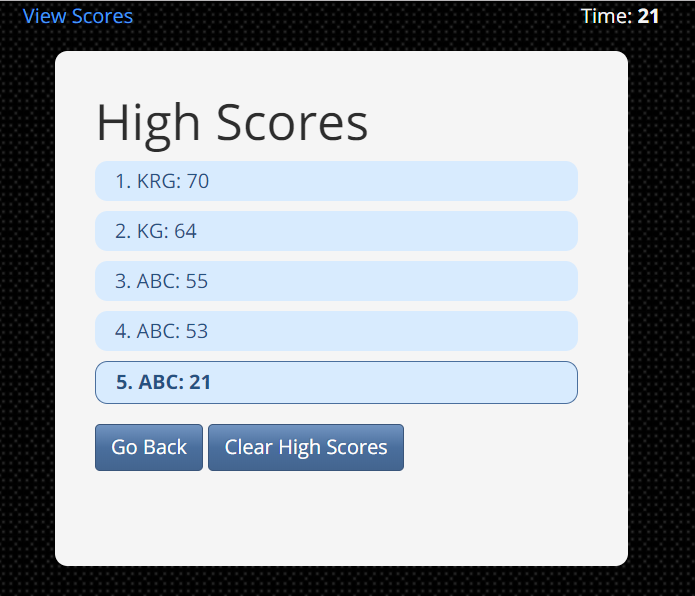 View Scores Time: 21
High Scores
1. KRG: 70
2. KG: 64
3. ABC: 55
4. ABC: 53
5. ABC: 21
Go Back Clear High Scores